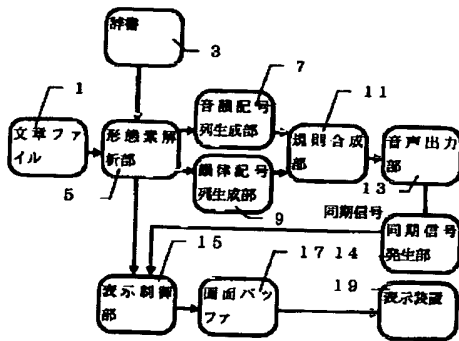 辞書
3
7
1
音韻記号
列生成部
11
文章ファ
イル
形態素解
析部
規則合成
部
音声出力
部
13
韻律記号
列生成部
5
9
同期信号
同期信号
発生部
15
17
14
19
表示制御
部
画面バッ
ファ
表示装置